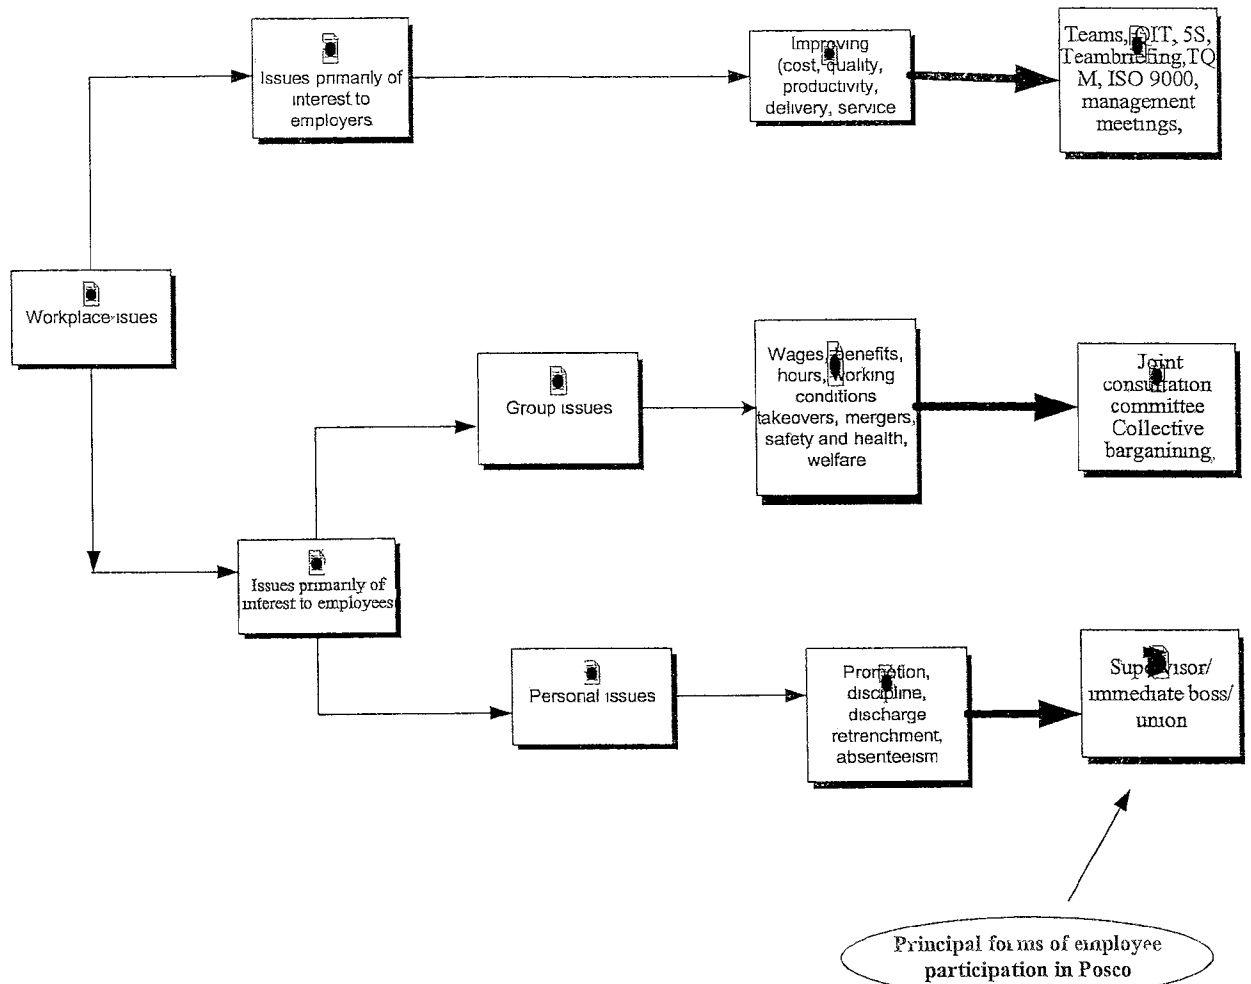 Issues primarily of
interest to
employers
Improving
(cost, quality,
productivity,
delivery, service
Teams, QIT, 5S,
Teambriefing,TQ
M, ISO 9000,
management
meetings,
Workplace issues
Group issues
Wages, benefits,
hours, working
conditions
takeovers, mergers,
safety and health,
welfare
Joint
consultation
committee
Collective
barganining,
Issues primarily of
interest to employees
Personal issues
Promotion,
discipline,
discharge
retrenchment,
absenteeism
Supervisor/
immediate boss/
union
Principal forms of employee
participation in Posco